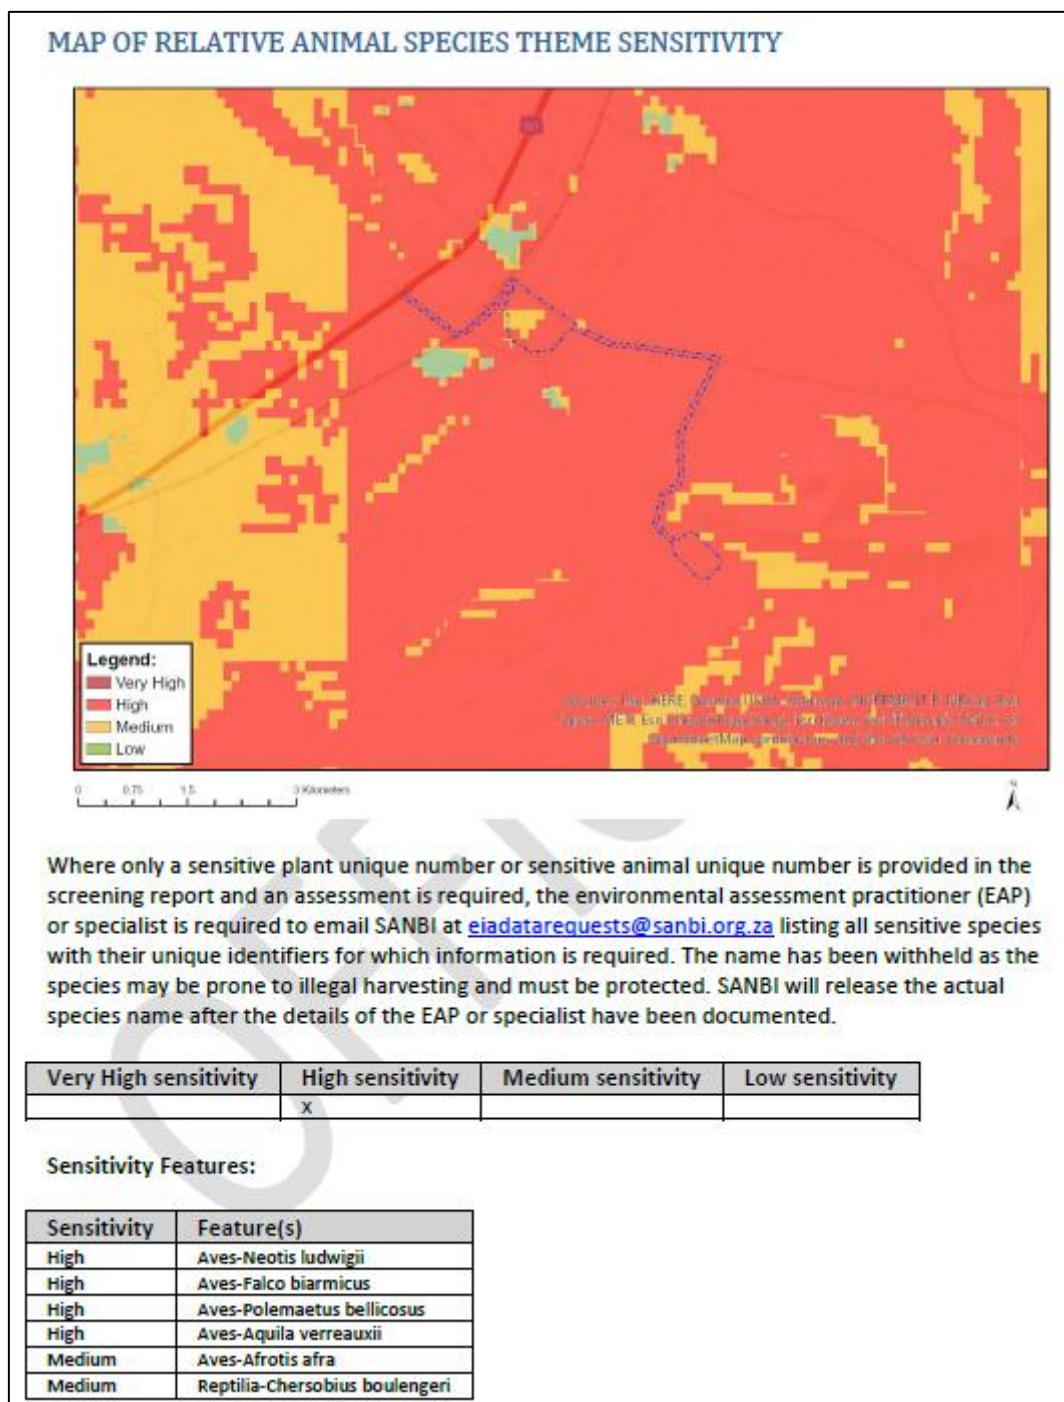 MAP OF RELATIVE ANIMAL SPECIES THEME SENSITIVITY
Legend:
Very High
High
Medium
Low
0 0.75 1.5 3 Kilometers
N
Where only a sensitive plant unique number or sensitive animal unique number is provided in the
screening report and an assessment is required, the environmental assessment practitioner (EAP)
or specialist is required to email SANBI at eiadatarequests@sanbi.org.za listing all sensitive species
with their unique identifiers for which information is required. The name has been withheld as the
species may be prone to illegal harvesting and must be protected. SANBI will release the actual
species name after the details of the EAP or specialist have been documented.
Very High sensitivity High sensitivity Medium sensitivity Low sensitivity
x
Sensitivity Features:
Sensitivity Feature(s)
High Aves-Neotis ludwigii
High Aves-Falco biarmicus
High Aves-Polemaetus bellicosus
High Aves-Aquila verreauxii
Medium Aves-Afrotis afra
Medium Reptilia-Chersobius boulengeri